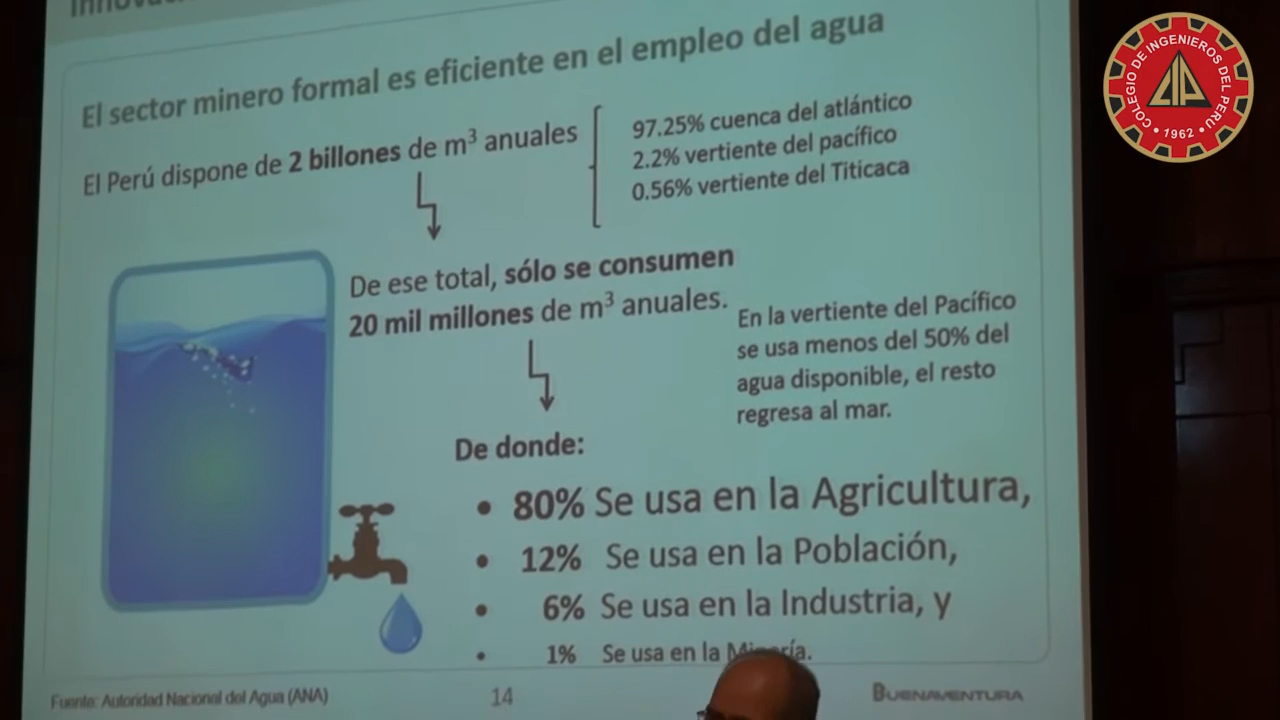 El sector minero formal es eficiente en el empleo del agua
El Perú dispone de 2 billones de m³ anuales
97.25% cuenca del atlántico
2.2% vertiente del pacífico
0.56% vertiente del Titicaca
De ese total, sólo se consumen
20 mil millones de m³ anuales.
En la vertiente del Pacífico
se usa menos del 50% del
agua disponible, el resto
regresa al mar.
De donde:
• 80% Se usa en la Agricultura,
• 12% Se usa en la Población,
• 6% Se usa en la Industria, y
• 1% Se usa en la Minería.
Fuente: Autoridad Nacional del Agua (ANA)
14
BUENAVENTURA
COLEGIO DE INGENIEROS DEL PERU
CIP
• 1962 •